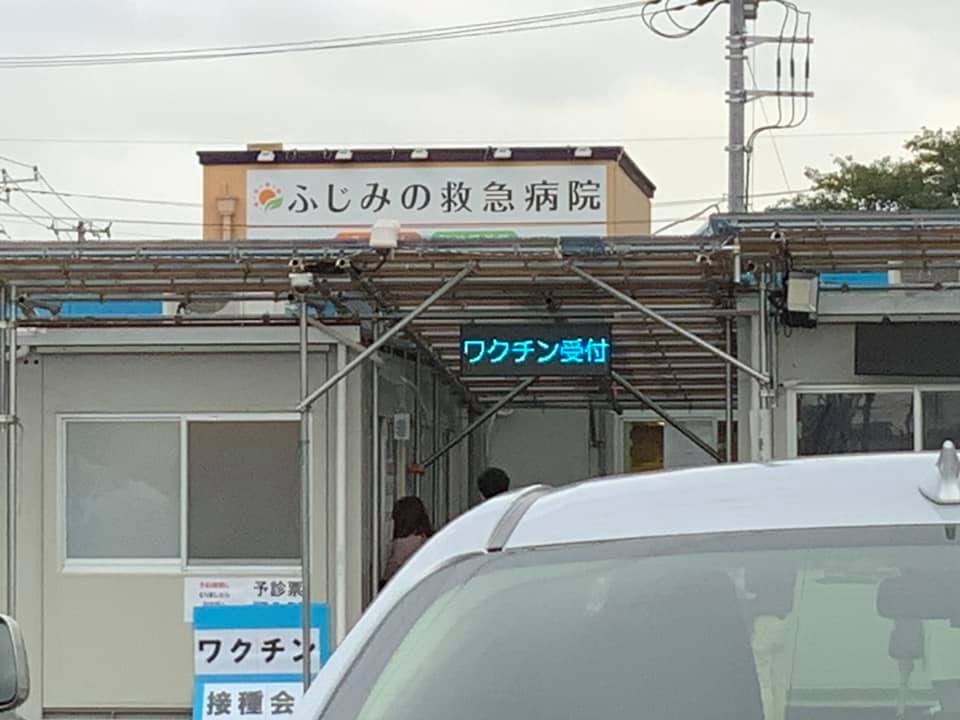 ふじみの救急病院
ワクチン受付
予診票
ワクチン
接種会